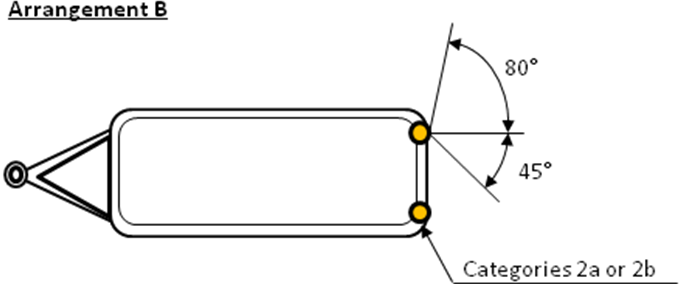 Arrangement B
80°
45°
Categories 2a or 2b